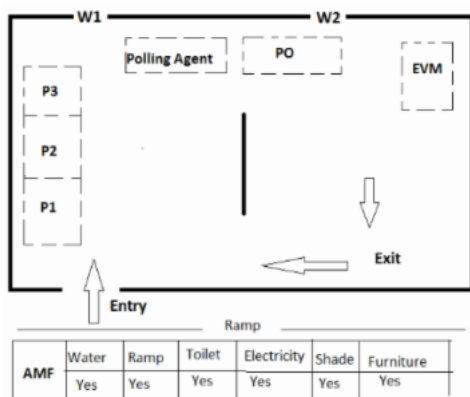 W1 W2
Polling Agent PO
EVM
P3
P2
P1
Exit
Entry
Ramp
AMF Water Ramp Toilet Electricity Shade Furniture
Yes Yes Yes Yes Yes Yes